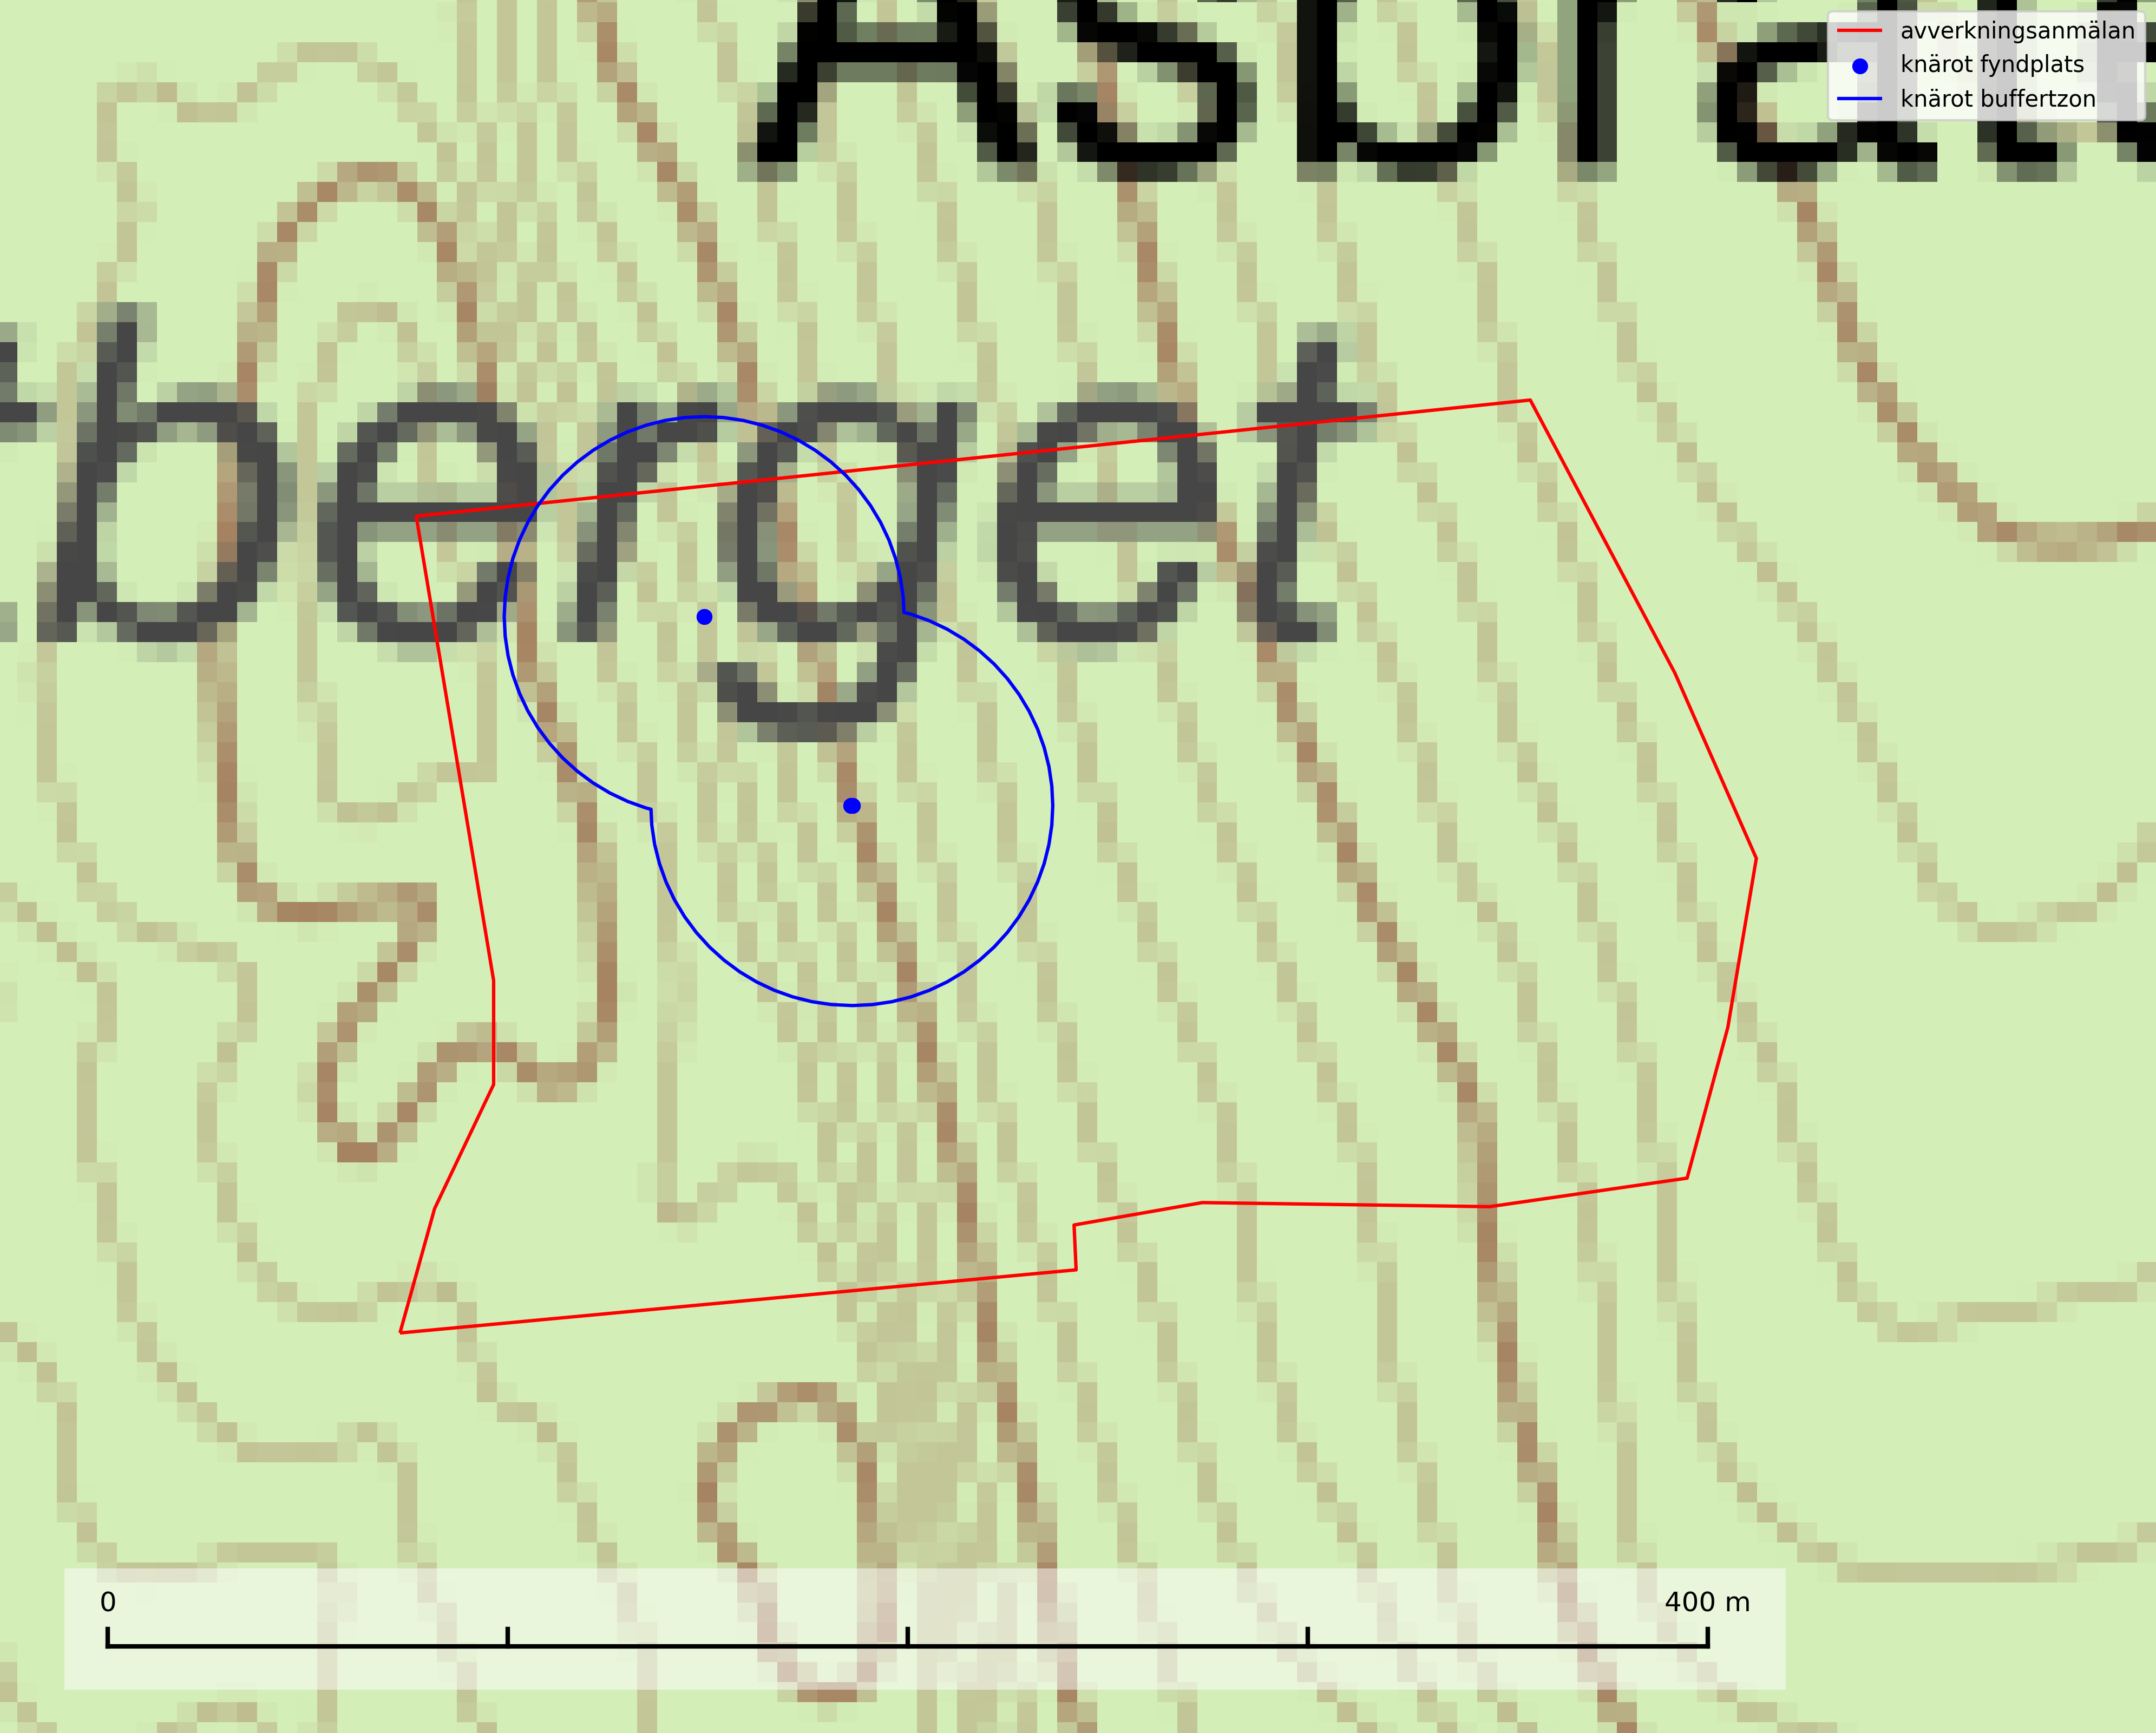 avverkningsanmälan
knärot fyndplats
knärot buffertzon
berget
0
400 m